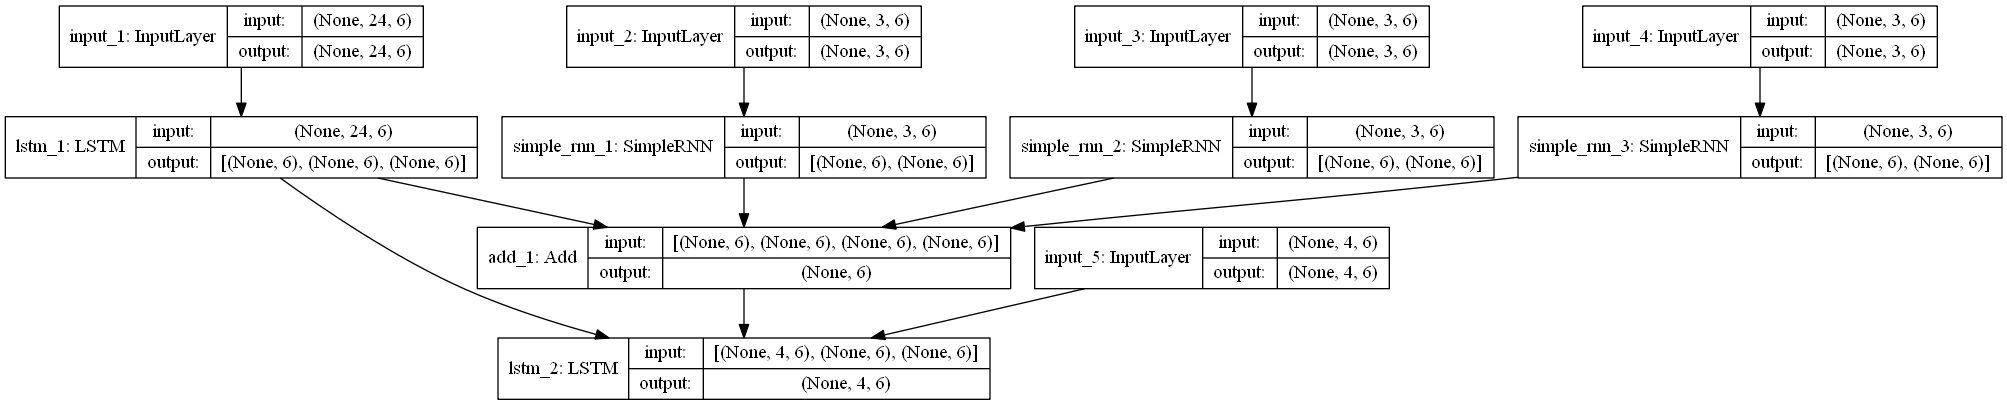 input_1: InputLayer
input: (None, 24, 6)
output: (None, 24, 6)
input_2: InputLayer
input: (None, 3, 6)
output: (None, 3, 6)
input_3: InputLayer
input: (None, 3, 6)
output: (None, 3, 6)
input_4: InputLayer
input: (None, 3, 6)
output: (None, 3, 6)
lstm_1: LSTM
input: (None, 24, 6)
output: [(None, 6), (None, 6), (None, 6)]
simple_rnn_1: SimpleRNN
input: (None, 3, 6)
output: [(None, 6), (None, 6)]
simple_rnn_2: SimpleRNN
input: (None, 3, 6)
output: [(None, 6), (None, 6)]
simple_rnn_3: SimpleRNN
input: (None, 3, 6)
output: [(None, 6), (None, 6)]
add_1: Add
input: [(None, 6), (None, 6), (None, 6), (None, 6)]
output: (None, 6)
input_5: InputLayer
input: (None, 4, 6)
output: (None, 4, 6)
lstm_2: LSTM
input: [(None, 4, 6), (None, 6), (None, 6)]
output: (None, 4, 6)